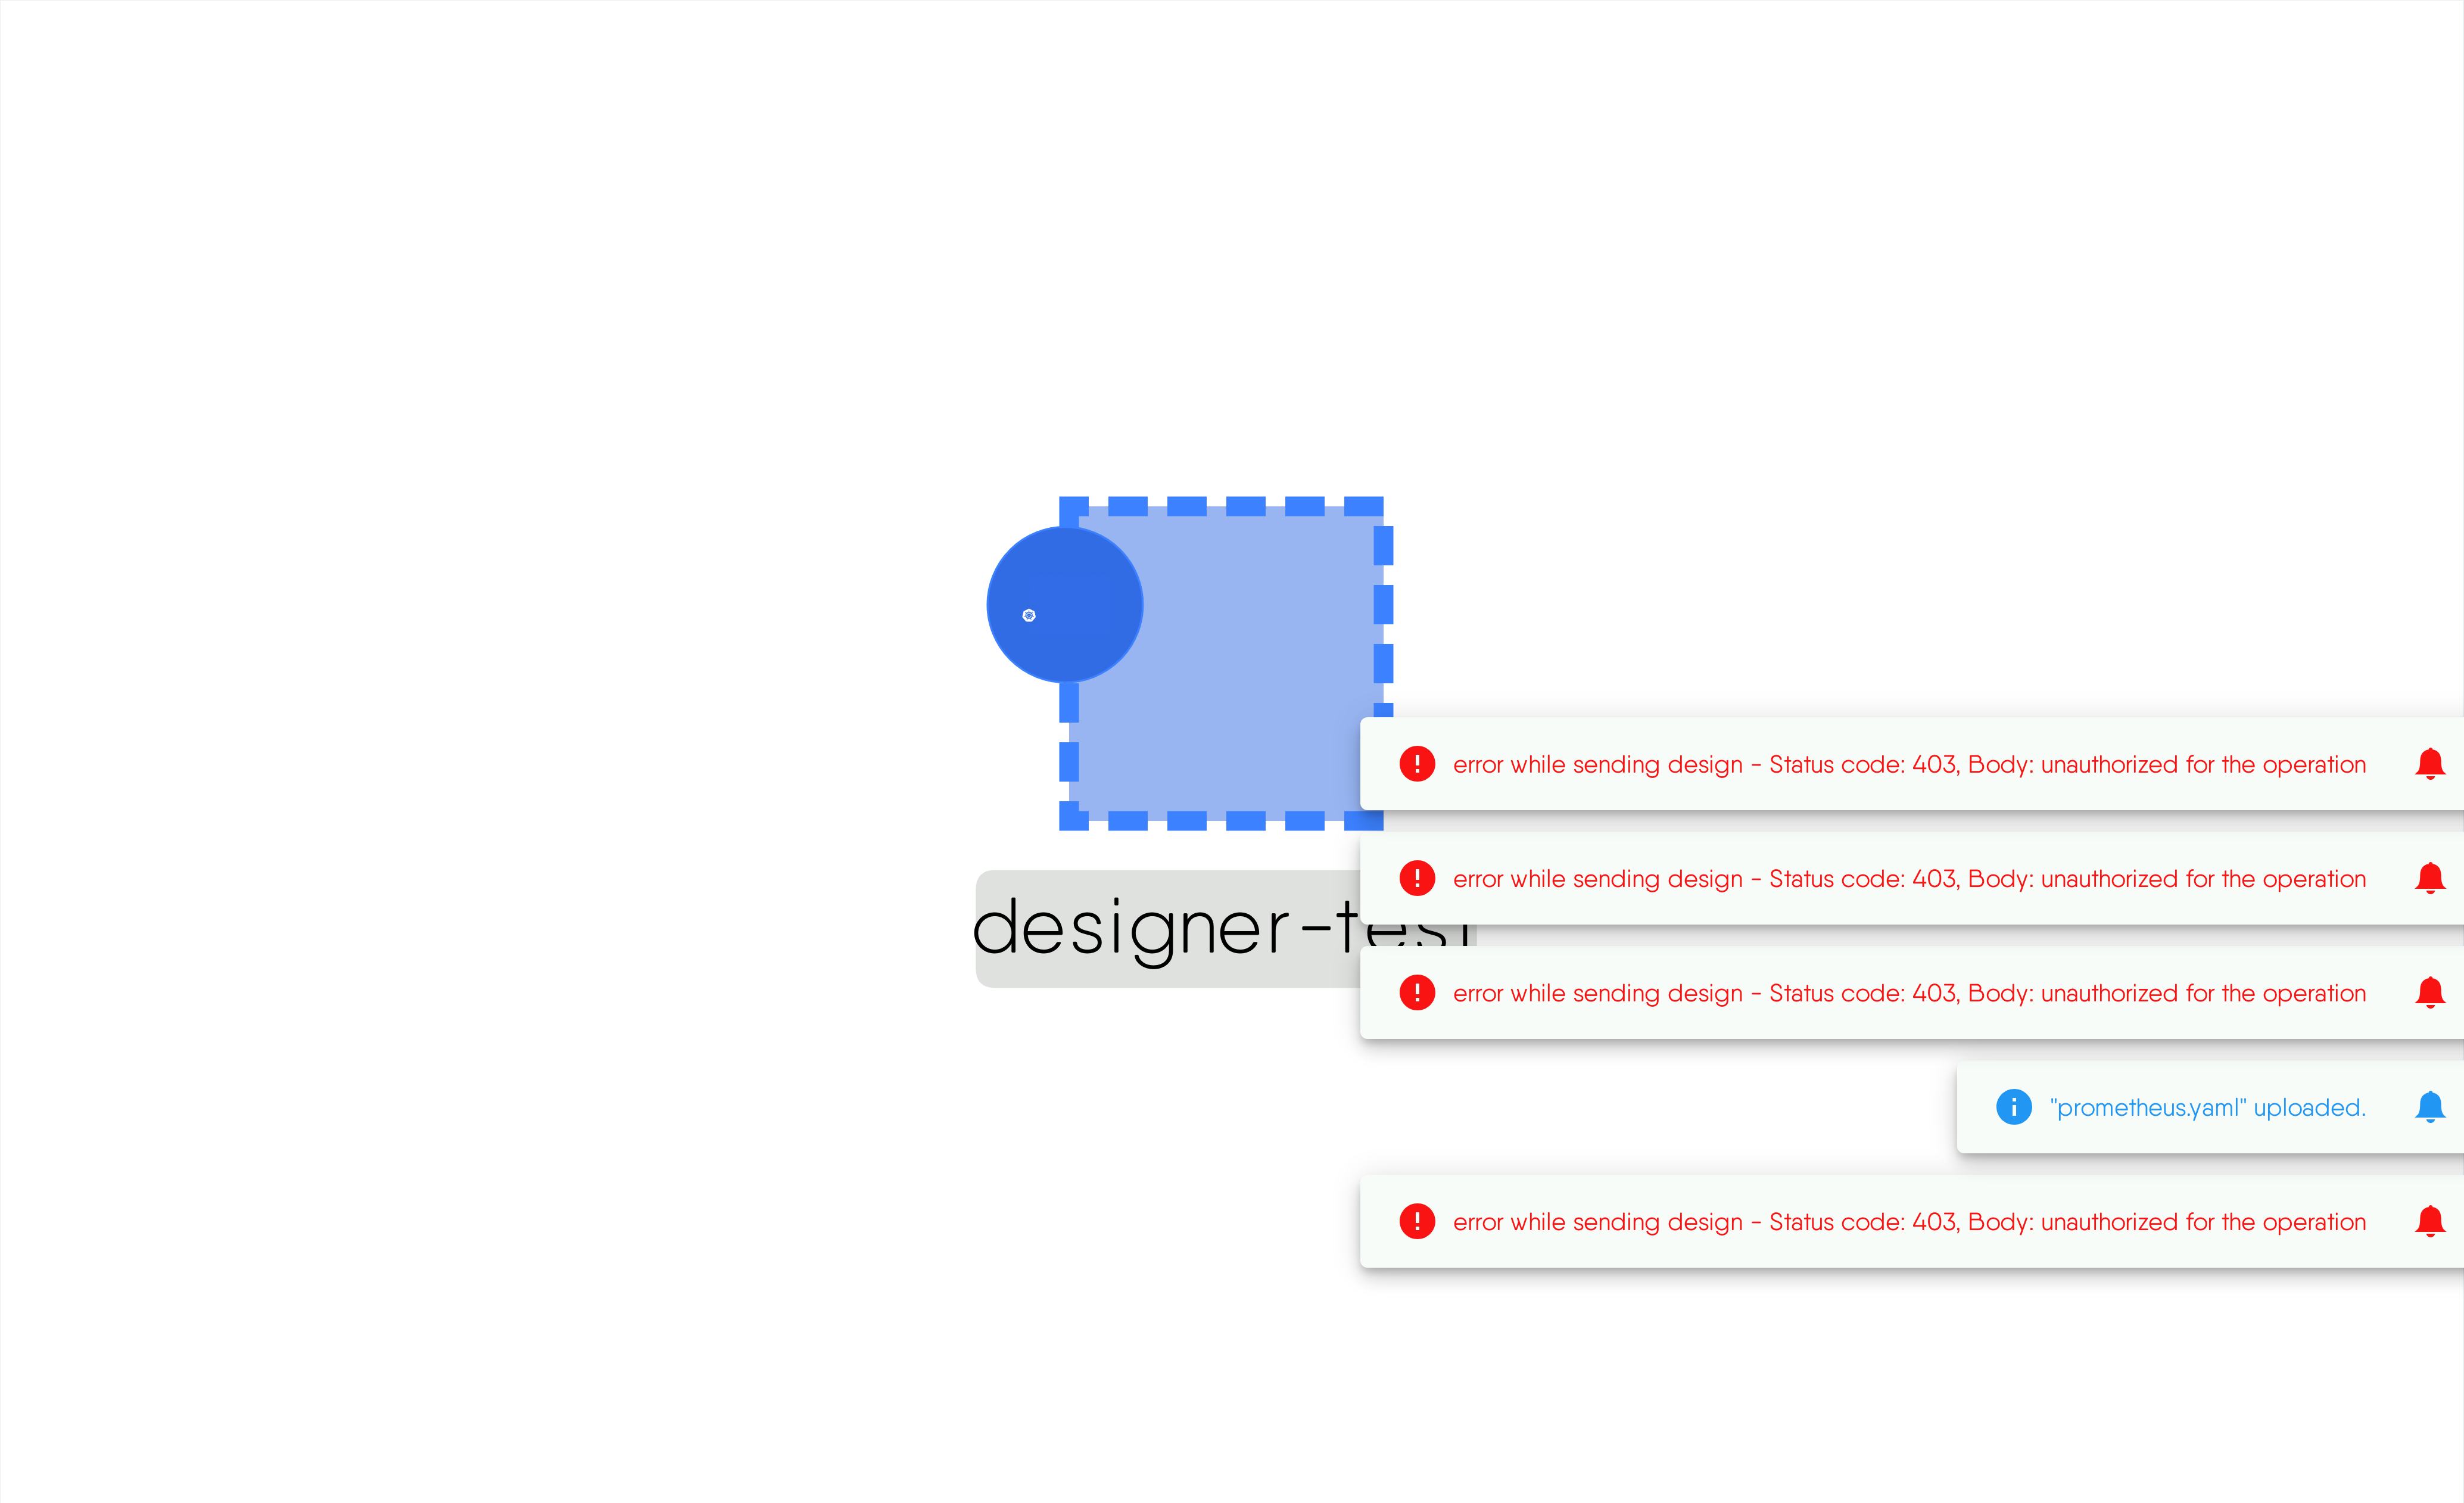 error while sending design - Status code: 403, Body: unauthorized for the operation
error while sending design - Status code: 403, Body: unauthorized for the operation
designer-test
error while sending design - Status code: 403, Body: unauthorized for the operation
"prometheus.yaml" uploaded.
error while sending design - Status code: 403, Body: unauthorized for the operation